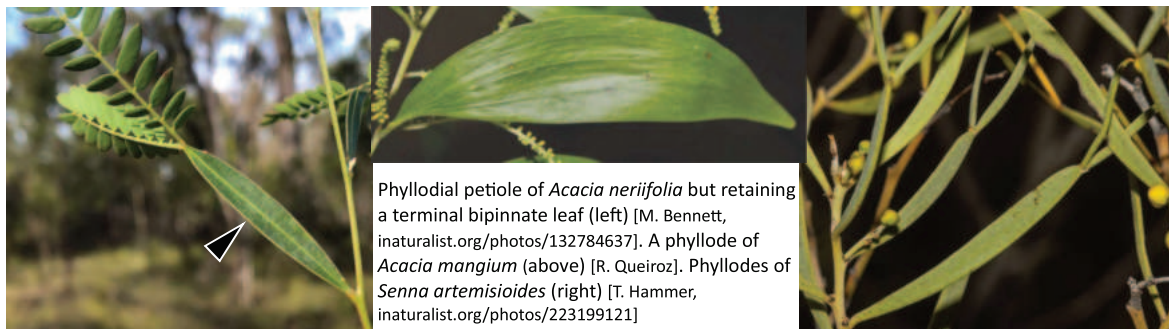 Phyllodial petiole of Acacia neriifolia but retaining
a terminal bipinnate leaf (left) [M. Bennett,
inaturalist.org/photos/132784637]. A phyllode of
Acacia mangium (above) [R. Queiroz]. Phyllodes of
Senna artemisioides (right) [T. Hammer,
inaturalist.org/photos/223199121]